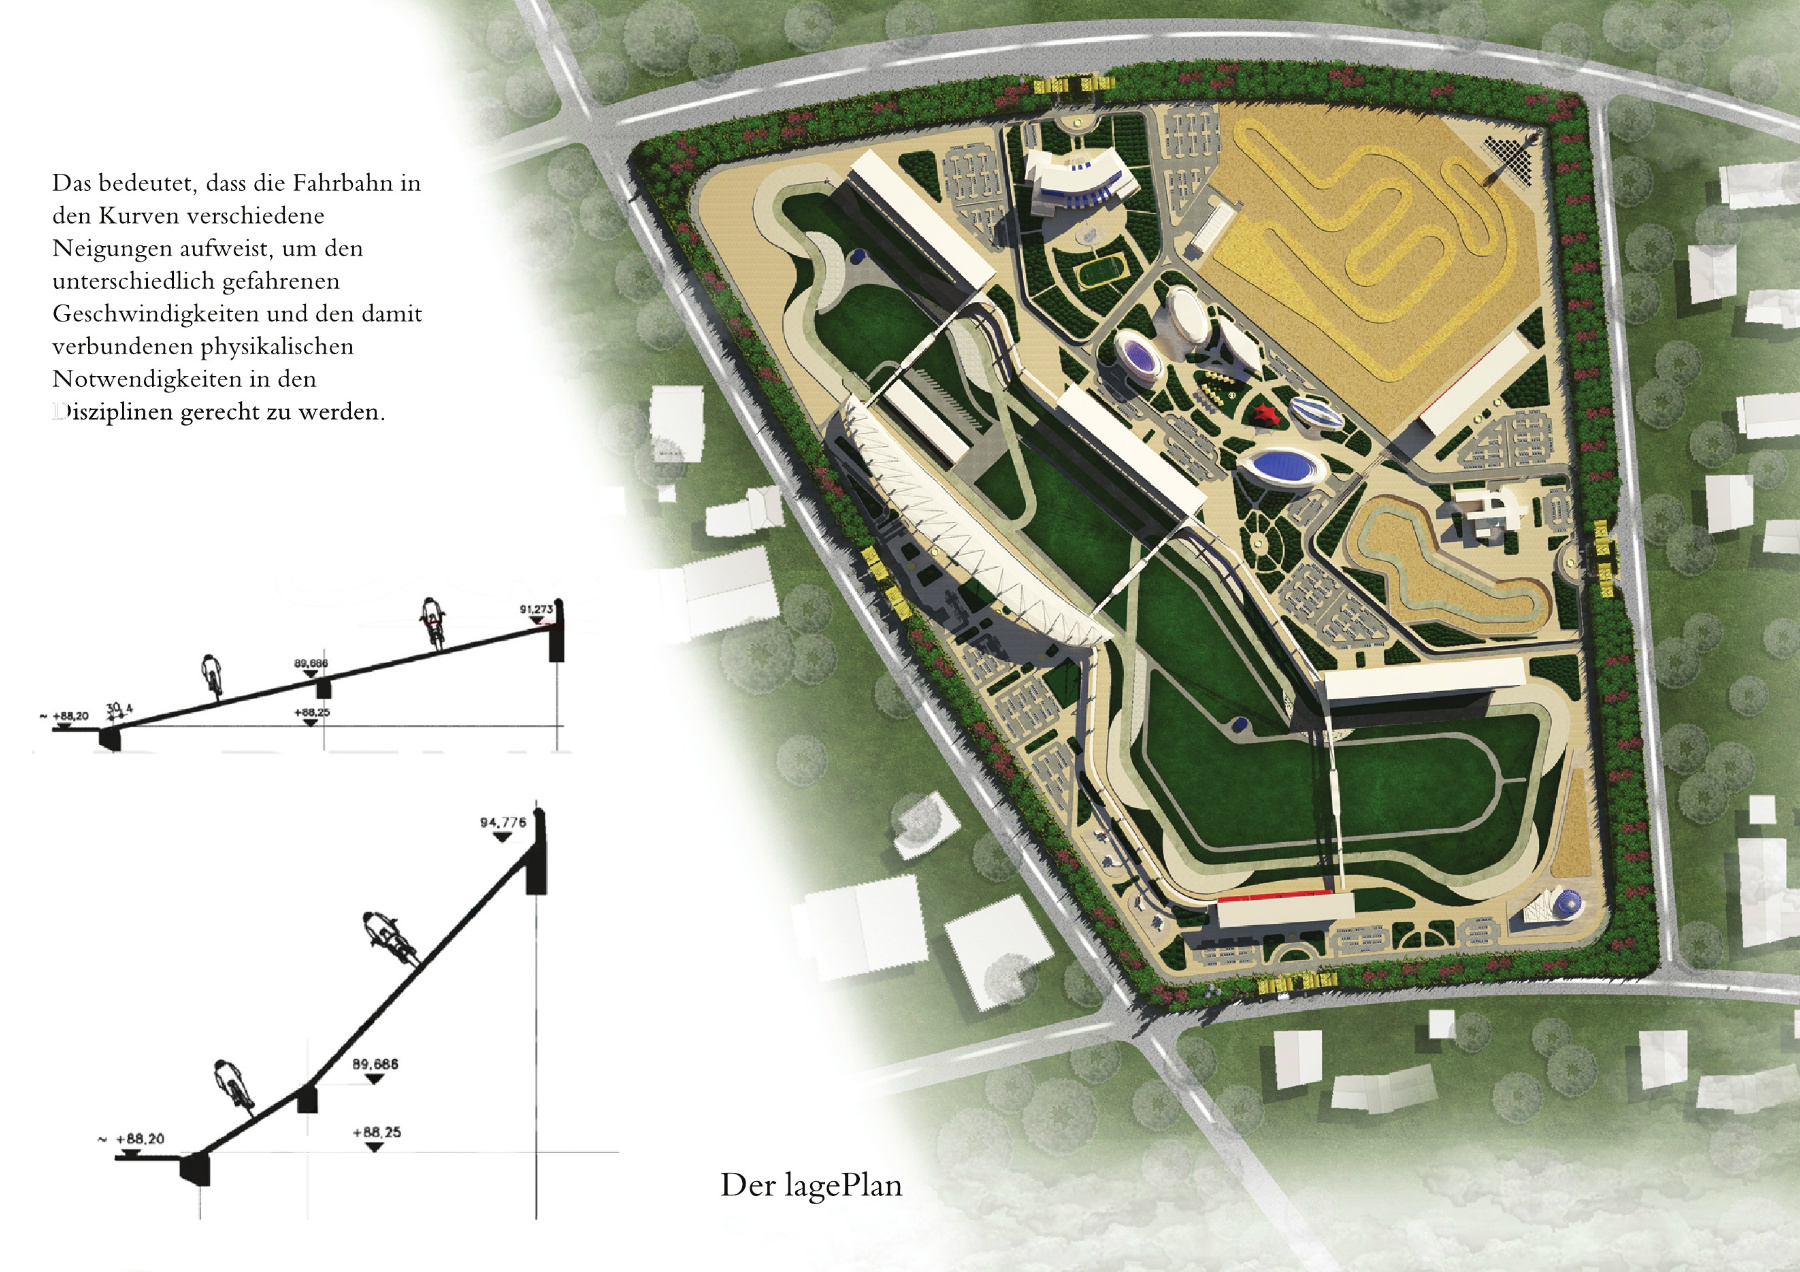 Das bedeutet, dass die Fahrbahn in
den Kurven verschiedene
Neigungen aufweist, um den
unterschiedlich gefahrenen
Geschwindigkeiten und den damit
verbundenen physikalischen
Notwendigkeiten in den
Disziplinen gerecht zu werden.
91,273
89,686
30,4
~ +88,20
+88,25
94,776
89,686
+88,25
~ +88,20
Der lagePlan